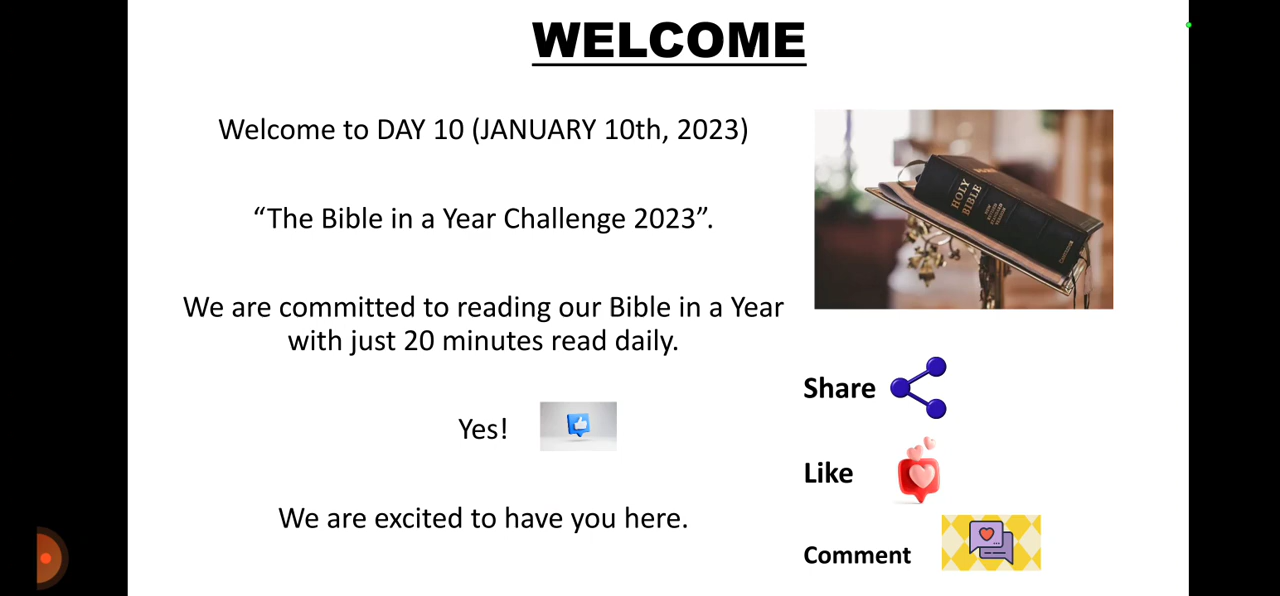 WELCOME
Welcome to DAY 10 (JANUARY 10th, 2023)
“The Bible in a Year Challenge 2023”.
We are committed to reading our Bible in a Year
with just 20 minutes read daily.
Yes!
We are excited to have you here.
HOLY
BIBLE
Share
Like
Comment